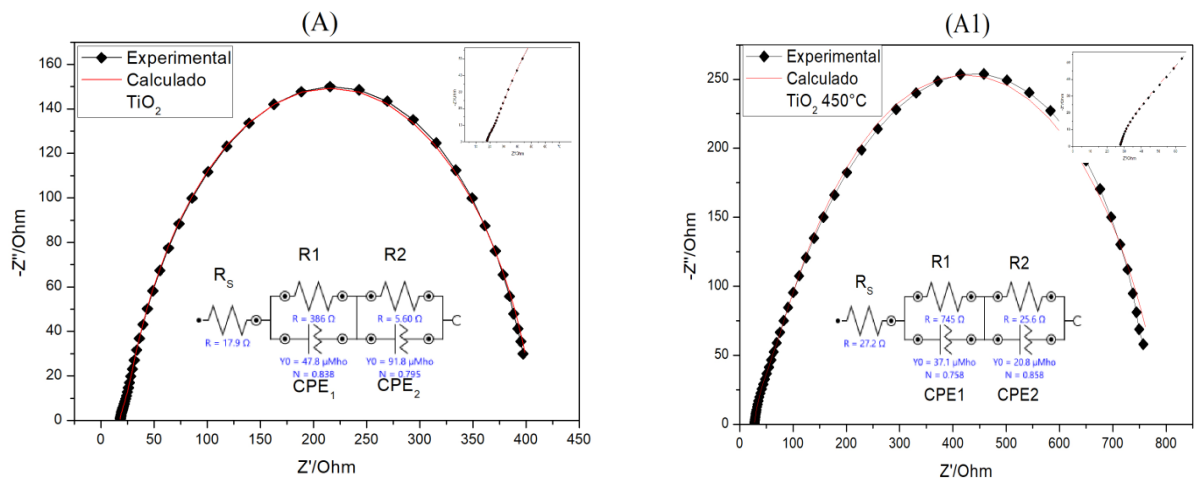 (A)
Experimental
Calculado
TiO₂
-Z''/Ohm
160
140
120
100
80
60
40
20
0
R1 R2
Rₛ
R = 386 Ω R = 5.60 Ω
R = 17.9 Ω
Y0 = 47.8 µMho Y0 = 91.8 µMho
N = 0.838 N = 0.795
CPE₁ CPE₂
0 50 100 150 200 250 300 350 400 450
Z'/Ohm
(A1)
Experimental
Calculado
TiO₂ 450°C
-Z''/Ohm
250
200
150
100
50
0
R1 R2
Rₛ
R = 745 Ω R = 25.6 Ω
R = 27.2 Ω
Y0 = 37.1 µMho Y0 = 20.8 µMho
N = 0.758 N = 0.858
CPE1 CPE2
0 100 200 300 400 500 600 700 800
Z'/Ohm